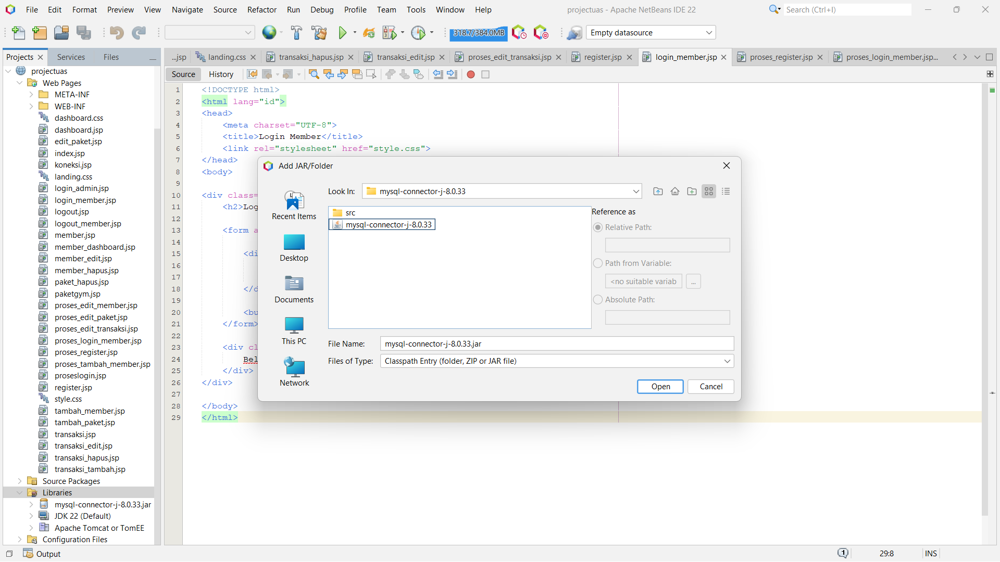 File Edit Format Preview View Navigate Source Refactor Run Debug Profile Team Tools Window Help
projectuas - Apache NetBeans IDE 22
Search (Ctrl+I)
318.7/384.0MB
Empty datasource
Projects Services Files
...jsp landing.css transaksi_hapus.jsp transaksi_edit.jsp proses_edit_transaksi.jsp register.jsp login_member.jsp proses_register.jsp proses_login_member.jsp...
Source History
projectuas
Web Pages
META-INF
WEB-INF
dashboard.css
dashboard.jsp
edit_paket.jsp
index.jsp
koneksi.jsp
landing.css
login_admin.jsp
login_member.jsp
logout.jsp
logout_member.jsp
member.jsp
member_dashboard.jsp
member_edit.jsp
member_hapus.jsp
paket_hapus.jsp
paketgym.jsp
proses_edit_member.jsp
proses_edit_paket.jsp
proses_edit_transaksi.jsp
proses_login_member.jsp
proses_register.jsp
proses_tambah_member.jsp
proseslogin.jsp
register.jsp
style.css
tambah_member.jsp
tambah_paket.jsp
transaksi.jsp
transaksi_edit.jsp
transaksi_hapus.jsp
transaksi_tambah.jsp
Source Packages
Libraries
mysql-connector-j-8.0.33.jar
JDK 22 (Default)
Apache Tomcat or TomEE
Configuration Files
1 <!DOCTYPE html>
2 <html lang="id">
3 <head>
4 <meta charset="UTF-8">
5 <title>Login Member</title>
6 <link rel="stylesheet" href="style.css">
7 </head>
8 <body>
9
10 <div class=
11 <h2>Log
12
13 <form a
14
15 <di
16
17
18 </d
19
20 <bu
21 </form>
22
23 <div cl
24 Bel
25 </div>
26 </div>
27
28 </body>
29 </html>
Add JAR/Folder
Look In: mysql-connector-j-8.0.33
Recent Items
Desktop
Documents
This PC
Network
src
mysql-connector-j-8.0.33
Reference as
Relative Path:
Path from Variable:
<no suitable variab ...
Absolute Path:
File Name: mysql-connector-j-8.0.33.jar
Files of Type: Classpath Entry (folder, ZIP or JAR file)
Open Cancel
Output
1
29:8 INS